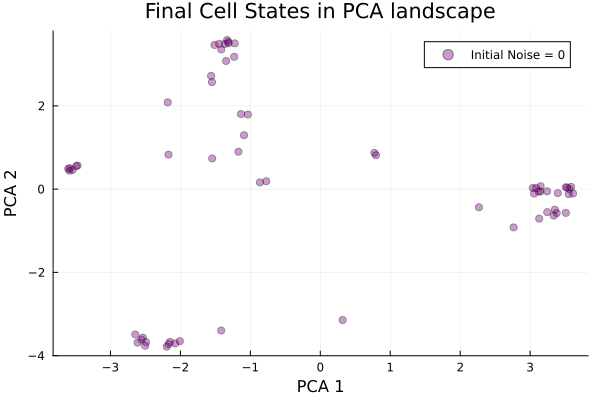 Final Cell States in PCA landscape
Initial Noise = 0
PCA 2
2
0
−2
−4
−3
−2
−1
0
1
2
3
PCA 1